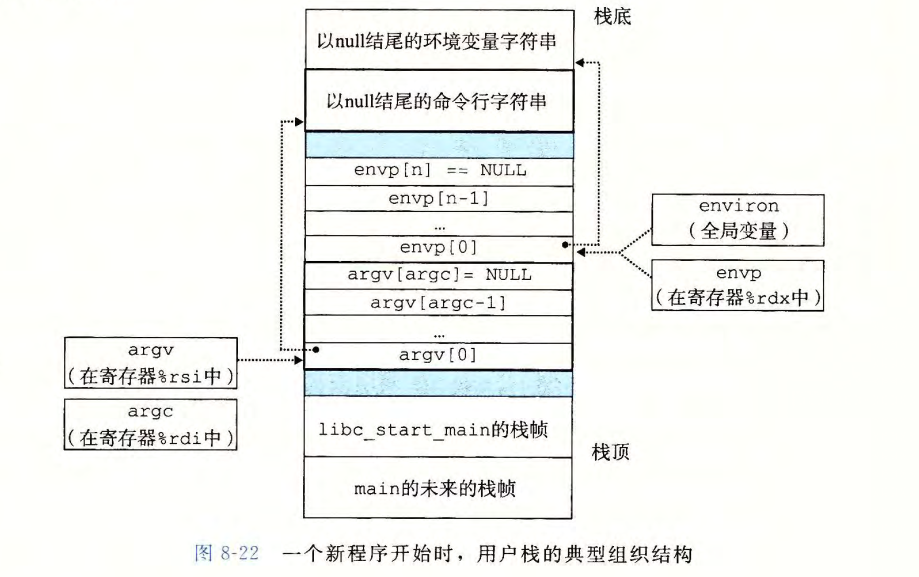 栈底
以null结尾的环境变量字符串
以null结尾的命令行字符串
envp[n] == NULL
envp[n-1]
…
envp[0]
environ
(全局变量)
envp
(在寄存器%rdx中)
argv[argc]= NULL
argv[argc-1]
…
argv[0]
argv
(在寄存器%rsi中)
argc
(在寄存器%rdi中)
libc_start_main的栈帧
栈顶
main的未来的栈帧
图 8-22 一个新程序开始时，用户栈的典型组织结构